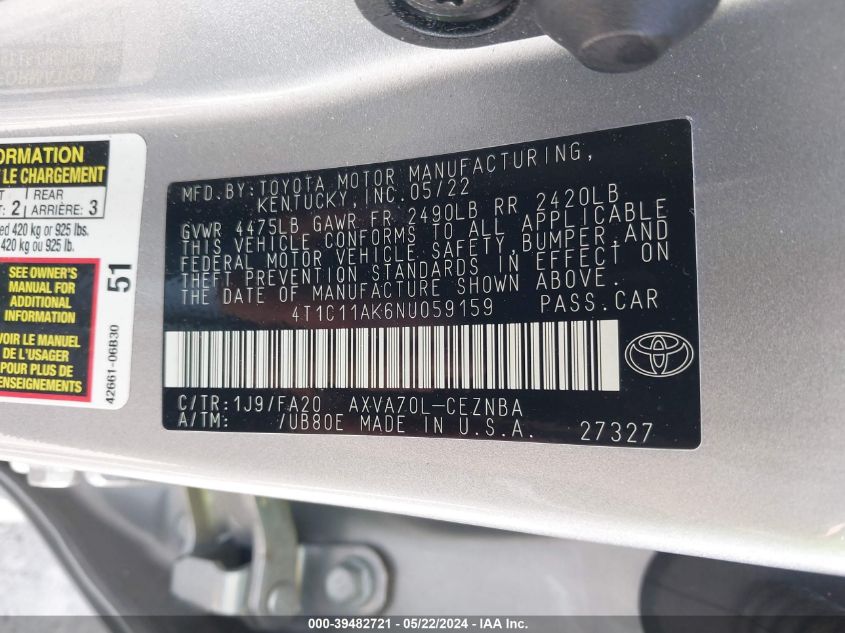 ORMATION
LE CHARGEMENT
T REAR
: 2 ARRIÈRE: 3
ed 420 kg or 925 lbs.
420 kg ou 925 lb.
SEE OWNER'S
MANUAL FOR
ADDITIONAL
INFORMATION
VOIR LE MANUEL
DE L'USAGER
POUR PLUS DE
ENSEIGNEMENTS
51
42661-06B30
MFD.BY:TOYOTA MOTOR MANUFACTURING,
KENTUCKY,INC.05/22
GVWR 4475LB GAWR FR 2490LB RR 2420LB
THIS VEHICLE CONFORMS TO ALL APPLICABLE
FEDERAL MOTOR VEHICLE SAFETY,BUMPER,AND
THEFT PREVENTION STANDARDS IN EFFECT ON
THE DATE OF MANUFACTURE SHOWN ABOVE.
4T1C11AK6NU059159 PASS.CAR
C/TR:1J9/FA20 AXVA70L-CEZNBA
A/TM: /UB80E MADE IN U.S.A. 27327
000-39482721 - 05/22/2024 - IAA Inc.